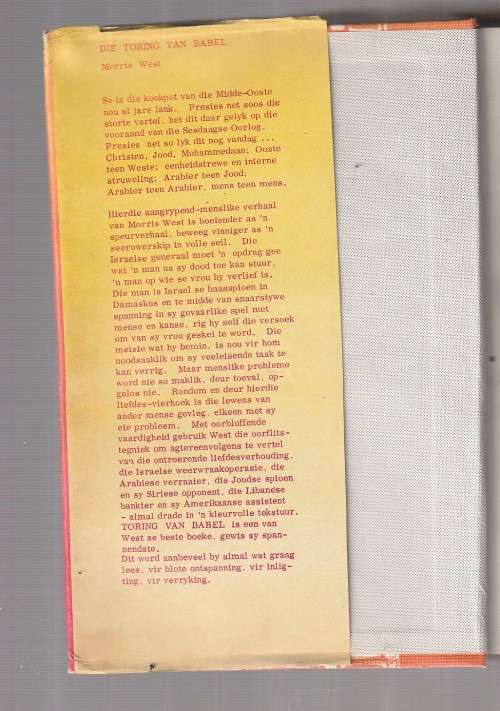 DIE TORING VAN BABEL
Morris West
So is die kookpot van die Midde-Ooste
nou al jare lank. Presies net soos die
storie vertel, het dit daar gelyk op die
vooraand van die Sesdaagse Oorlog.
Presies net so lyk dit nog vandag ...
Christen, Jood, Mohammedaan; Ooste
teen Weste; eenheidstrewe en interne
struweling; Arabier teen Jood;
Arabier teen Arabier, mens teen mens.
Hierdie aangrypend-menslike verhaal
van Morris West is boeiender as 'n
speurverhaal, beweeg vinniger as 'n
seerowerskip in volle seil. Die
Israelse generaal moet 'n opdrag gee
wat 'n man na sy dood toe kan stuur,
'n man op wie se vrou hy verlief is.
Die man is Israel se baasspioen in
Damaskus en te midde van snaarstywe
spanning in sy gevaarlike spel met
mense en kanse, rig hy self die versoek
om van sy vrou geskei te word. Die
meisie wat hy bemin, is nou vir hom
noodsaaklik om sy veeleisende taak te
kan verrig. Maar menslike probleme
word nie so maklik, deur toeval, op-
gelos nie. Rondom en deur hierdie
liefdes-vierhoek is die lewens van
ander mense gevleg, elkeen met sy
eie probleem. Met oorbluffende
vaardigheid gebruik West die oorflits-
tegniek om agtereenvolgens te vertel
van die ontroerende liefdesverhouding,
die Israelse weerwraakoperasie, die
Arabiese verraaier, die Joodse spioen
en sy Siriese opponent, die Libanese
bankier en sy Amerikaanse assistent
- almal drade in 'n kleurvolle tekstuur.
TORING VAN BABEL is een van
West se beste boeke, gewis sy span-
nendste.
Dit word aanbeveel by almal wat graag
lees, vir blote ontspanning, vir inlig-
ting, vir verryking.